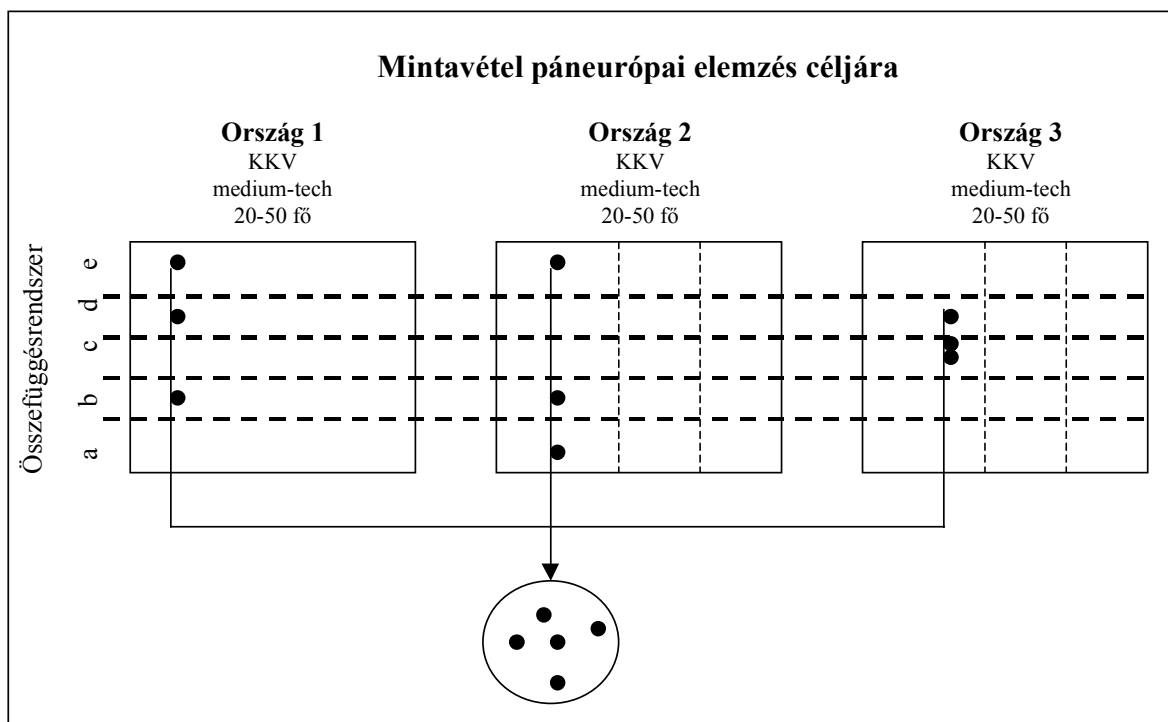 Mintavétel páneurópai elemzés céljára
Ország 1
KKV
medium-tech
20-50 fő
Ország 2
KKV
medium-tech
20-50 fő
Ország 3
KKV
medium-tech
20-50 fő
Összefüggésrendszer
e
d
c
b
a